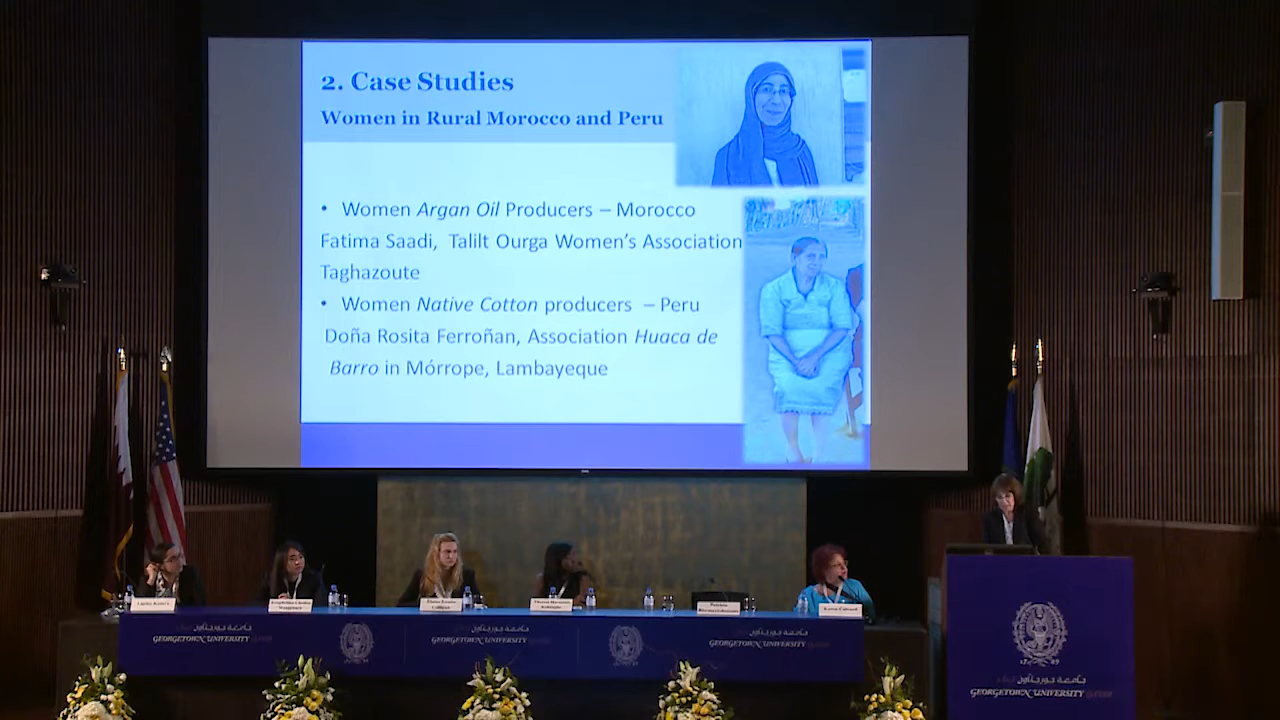 2. Case Studies
Women in Rural Morocco and Peru
• Women Argan Oil Producers – Morocco
Fatima Saadi, Talilt Ourga Women’s Association
Taghazoute
• Women Native Cotton producers – Peru
Doña Rosita Ferroñan, Association Huaca de
Barro in Mórrope, Lambayeque
GEORGETOWN UNIVERSITY
GEORGETOWN UNIVERSITY
GEORGETOWN UNIVERSITY
GEORGETOWN UNIVERSITY